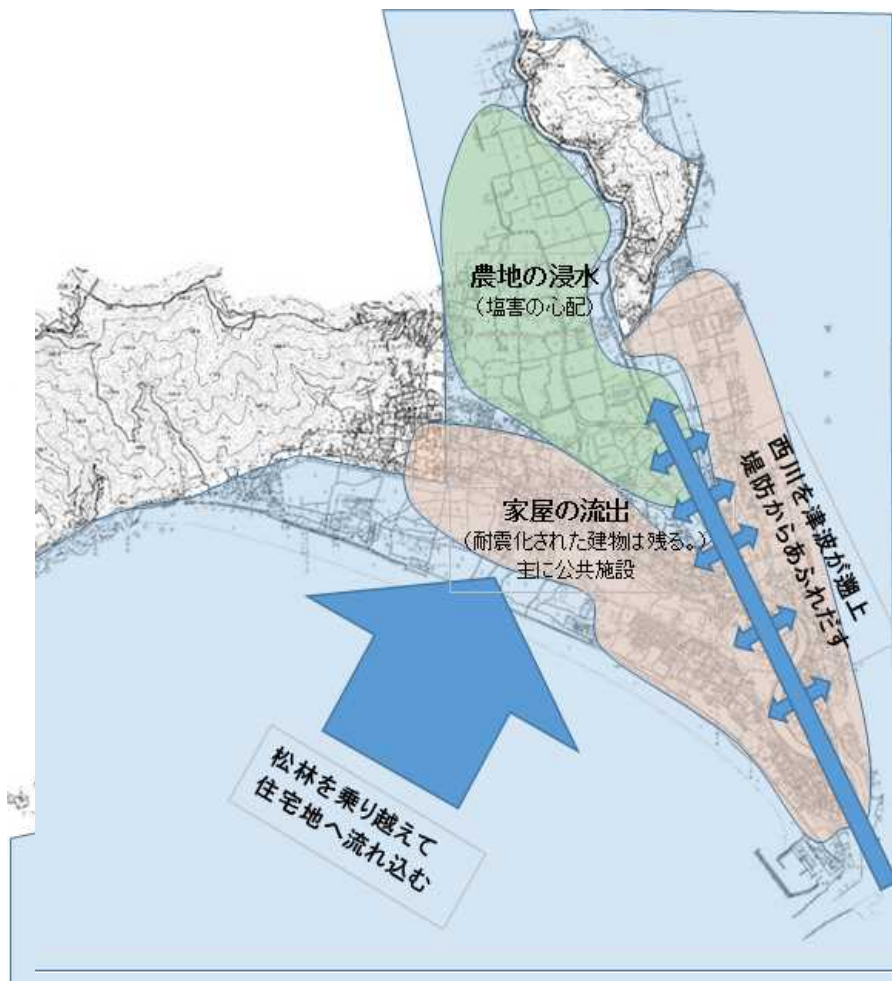 農地の浸水
（塩害の心配）
家屋の流出
（耐震化された建物は残る。）
主に公共施設
西川を津波が遡上
堤防からあふれだす
松林を乗り越えて
住宅地へ流れ込む